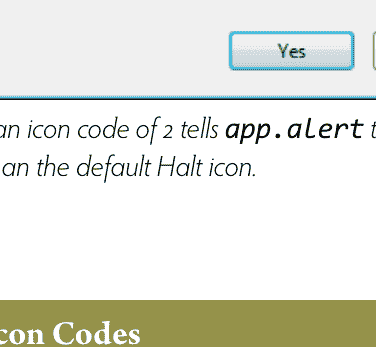 Yes
an icon code of 2 tells app.alert
an the default Halt icon.
con Codes